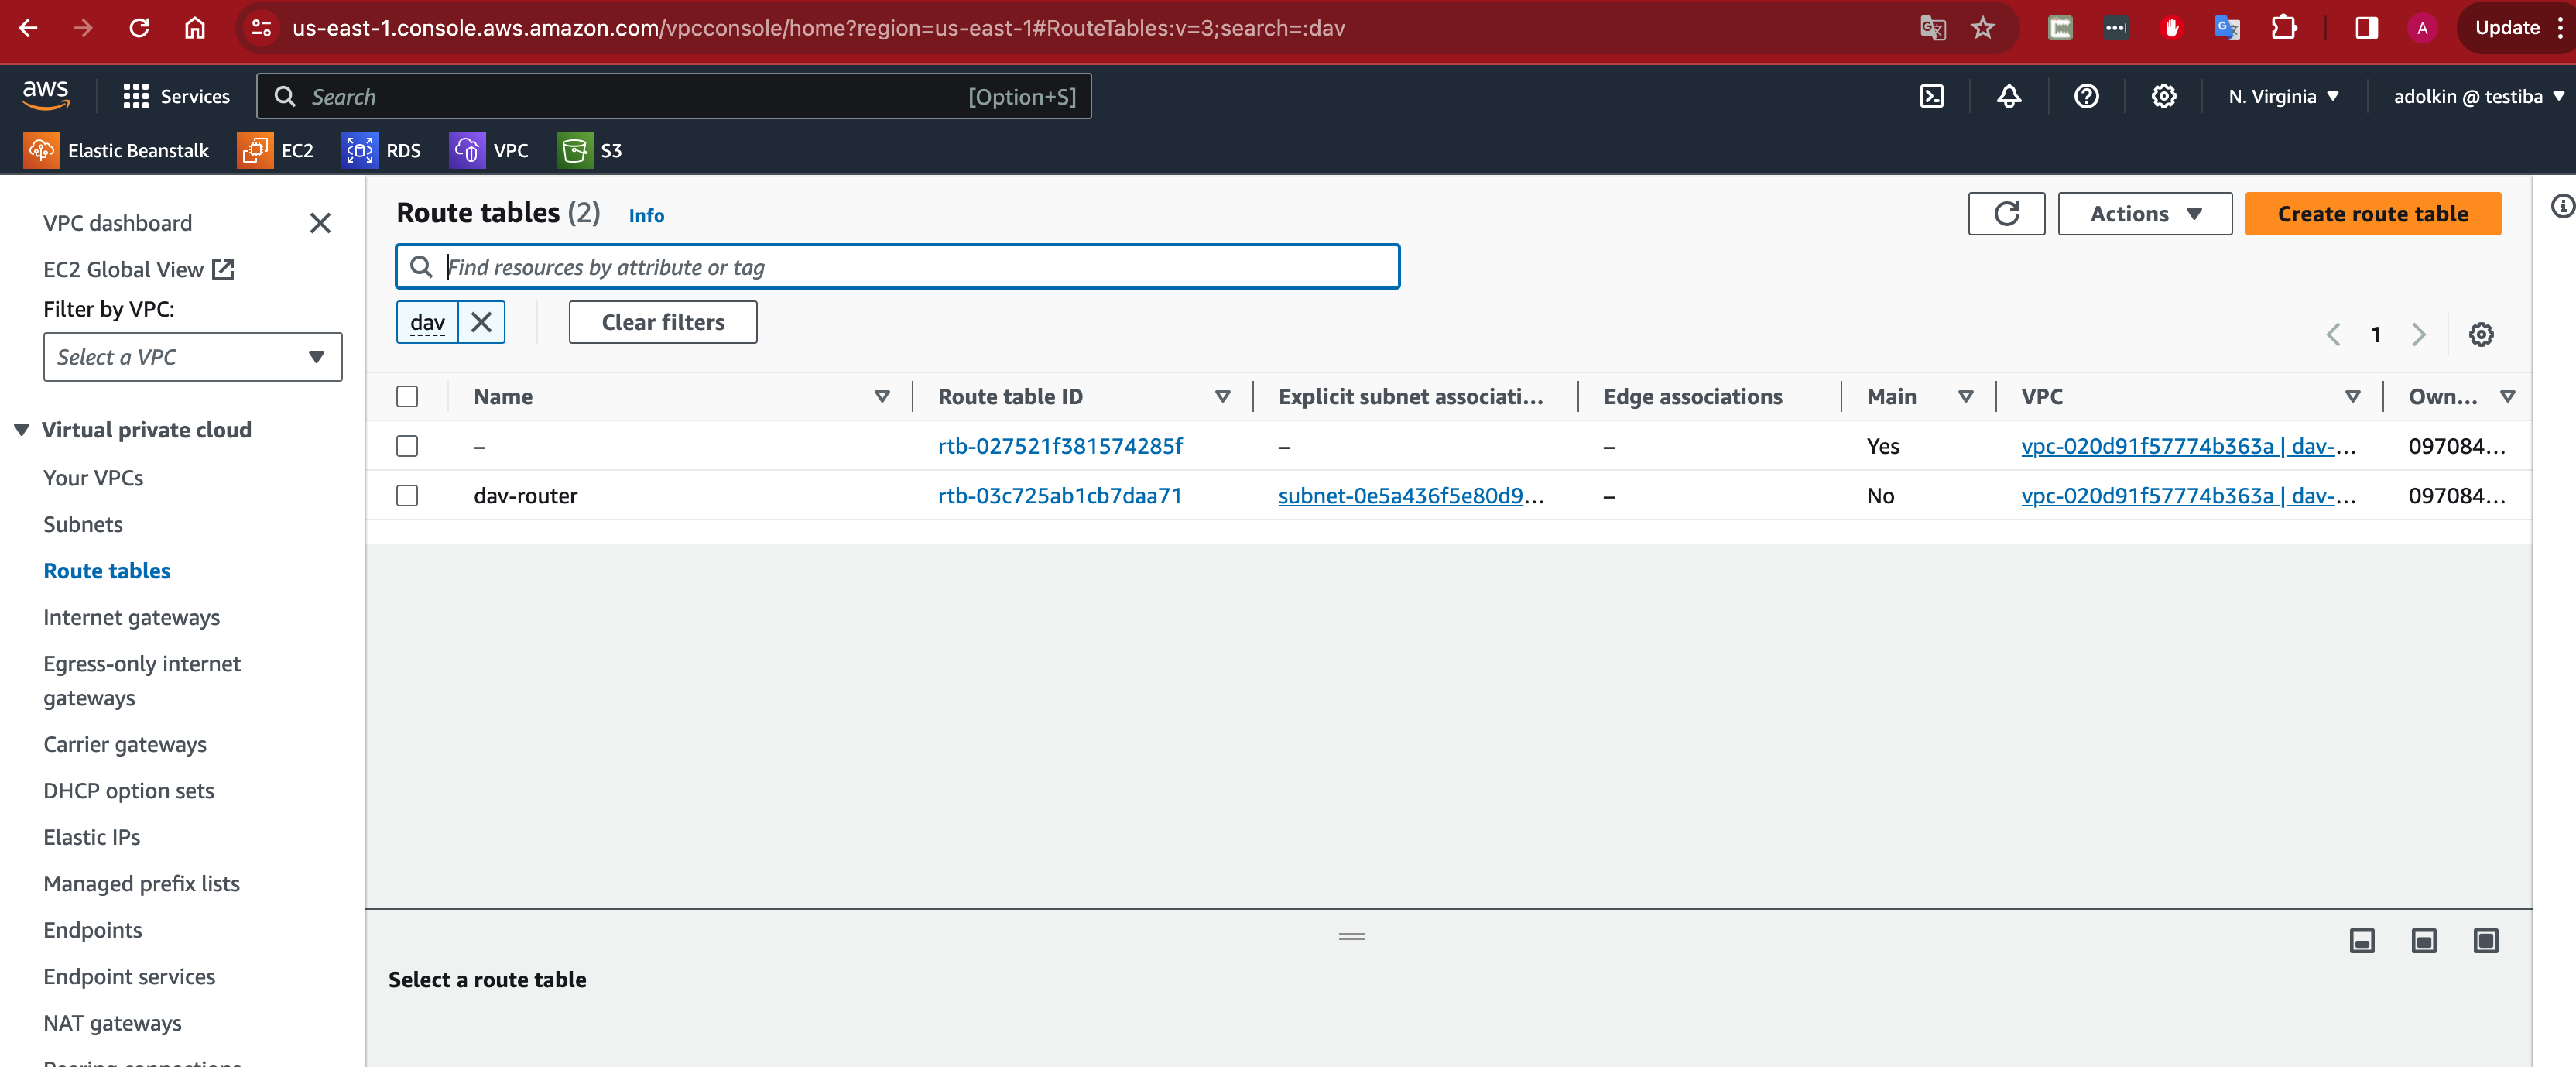 us-east-1.console.aws.amazon.com/vpcconsole/home?region=us-east-1#RouteTables:v=3;search=:dav
A
Update
aws
Services
Search
[Option+S]
N. Virginia
adolkin @ testiba
Elastic Beanstalk
EC2
RDS
VPC
S3
VPC dashboard
EC2 Global View
Filter by VPC:
Select a VPC
Virtual private cloud
Your VPCs
Subnets
Route tables
Internet gateways
Egress-only internet
gateways
Carrier gateways
DHCP option sets
Elastic IPs
Managed prefix lists
Endpoints
Endpoint services
NAT gateways
Route tables (2) Info
Actions
Create route table
Find resources by attribute or tag
dav
Clear filters
1
Name Route table ID Explicit subnet associati... Edge associations Main VPC Own...
– rtb-027521f381574285f – – Yes vpc-020d91f57774b363a | dav-... 097084...
dav-router rtb-03c725ab1cb7daa71 subnet-0e5a436f5e80d9... – No vpc-020d91f57774b363a | dav-... 097084...
Select a route table